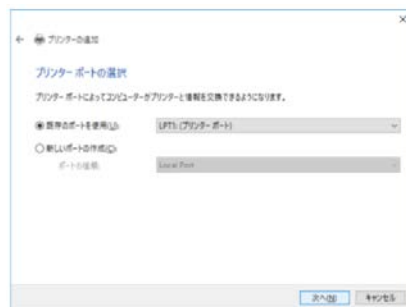 プリンターの追加
プリンター ポートの選択
プリンター ポートによってコンピューターがプリンターと情報を交換できるようになります。
既存のポートを使用(U):
LPT1: (プリンター ポート)
新しいポートの作成(C):
ポートの種類:
Local Port
次へ(N)
キャンセル